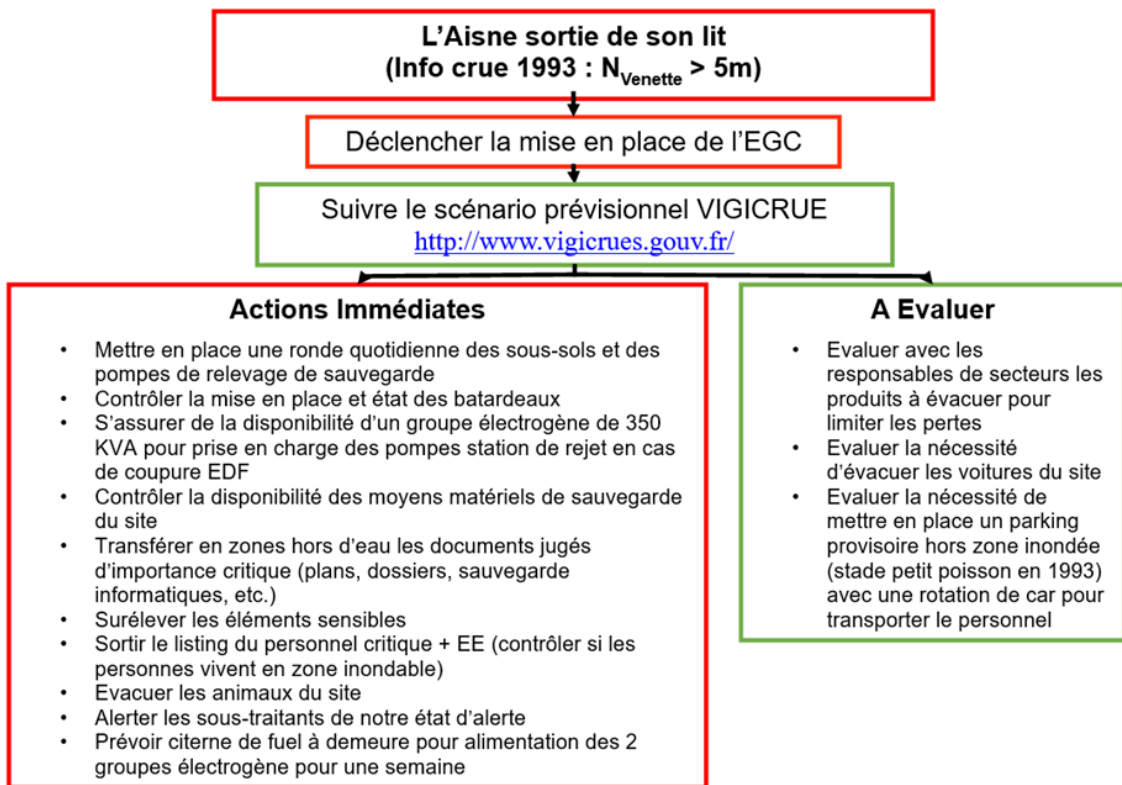 L'Aisne sortie de son lit
(Info crue 1993 : NVenette > 5m)
Déclencher la mise en place de l'EGC
Suivre le scénario prévisionnel VIGICRUE
http://www.vigicrues.gouv.fr/
Actions Immédiates
• Mettre en place une ronde quotidienne des sous-sols et des
pompes de relevage de sauvegarde
• Contrôler la mise en place et état des batardeaux
• S'assurer de la disponibilité d'un groupe électrogène de 350
KVA pour prise en charge des pompes station de rejet en cas
de coupure EDF
• Contrôler la disponibilité des moyens matériels de sauvegarde
du site
• Transférer en zones hors d'eau les documents jugés
d'importance critique (plans, dossiers, sauvegarde
informatiques, etc.)
• Surélever les éléments sensibles
• Sortir le listing du personnel critique + EE (contrôler si les
personnes vivent en zone inondable)
• Evacuer les animaux du site
• Alerter les sous-traitants de notre état d'alerte
• Prévoir citerne de fuel à demeure pour alimentation des 2
groupes électrogène pour une semaine
A Evaluer
• Evaluer avec les
responsables de secteurs les
produits à évacuer pour
limiter les pertes
• Evaluer la nécessité
d'évacuer les voitures du site
• Evaluer la nécessité de
mettre en place un parking
provisoire hors zone inondée
(stade petit poisson en 1993)
avec une rotation de car pour
transporter le personnel